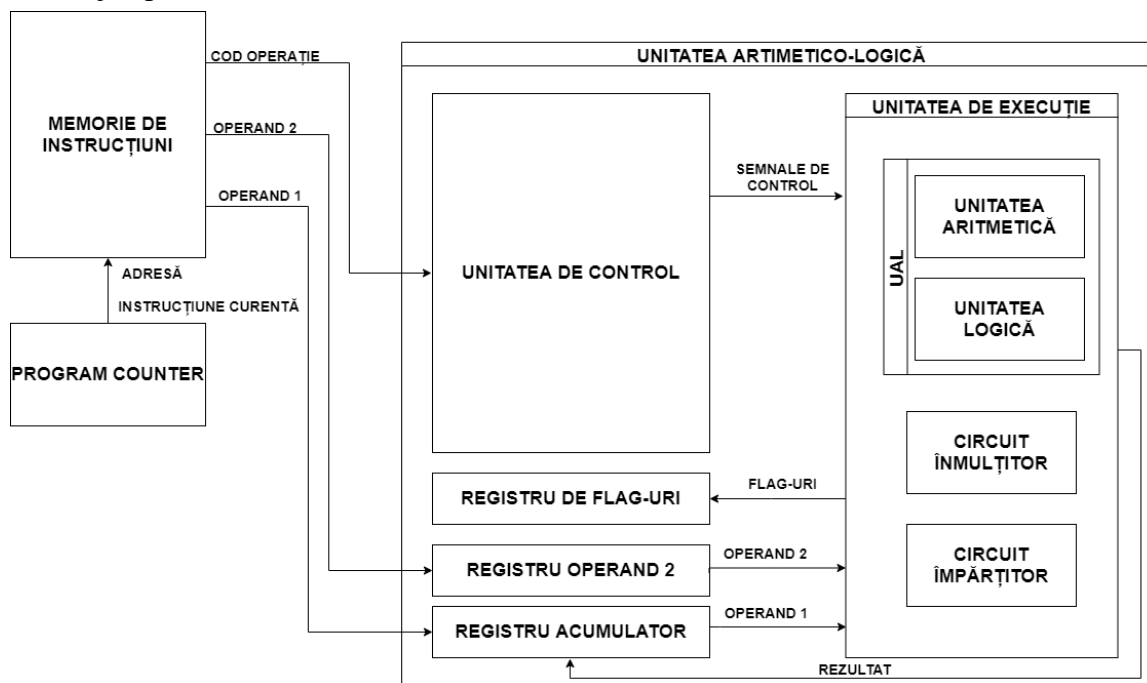 COD OPERAȚIE
UNITATEA ARTIMETICO-LOGICĂ
MEMORIE DE
INSTRUCȚIUNI
OPERAND 2
OPERAND 1
ADRESĂ
INSTRUCȚIUNE CURENTĂ
PROGRAM COUNTER
UNITATEA DE CONTROL
SEMNALE DE
CONTROL
UNITATEA DE EXECUȚIE
UAL
UNITATEA
ARITMETICĂ
UNITATEA
LOGICĂ
CIRCUIT
ÎNMULȚITOR
CIRCUIT
ÎMPĂRȚITOR
REGISTRU DE FLAG-URI
FLAG-URI
REGISTRU OPERAND 2
OPERAND 2
REGISTRU ACUMULATOR
OPERAND 1
REZULTAT